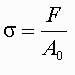 σ = F / A₀